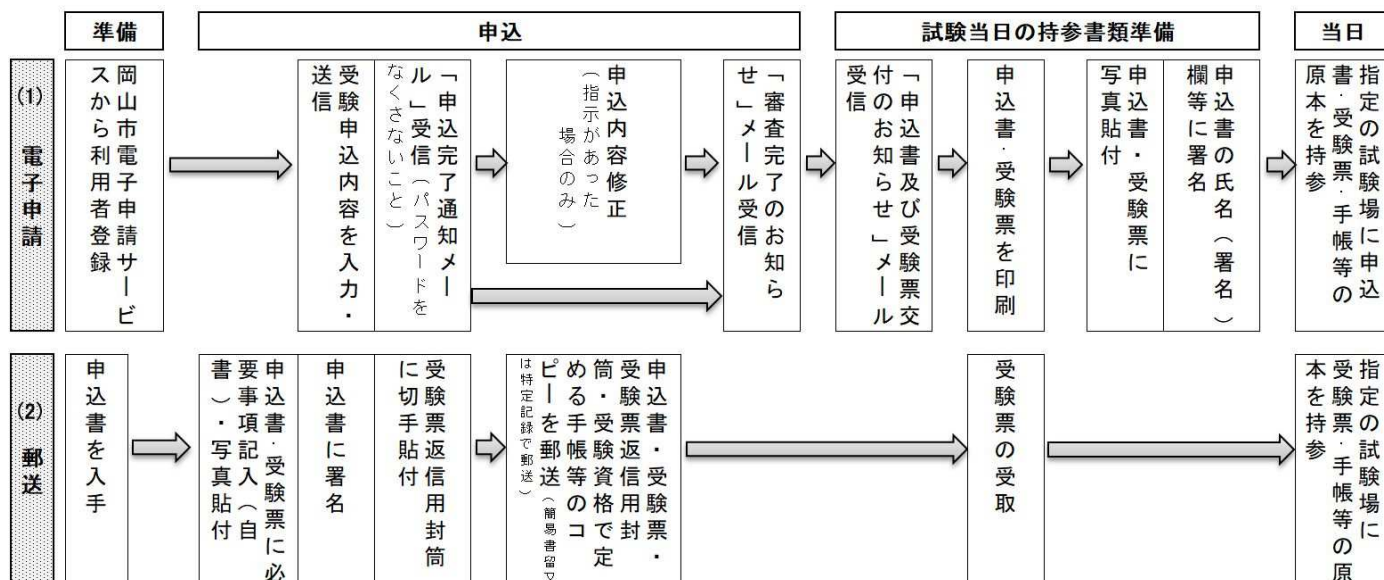 準備
申込
試験当日の持参書類準備
当日
(1) 電子申請
岡山市電子申請サービ
スから利用者登録
受験申込内容を入力・
送信
「申込完了通知メー
ル」受信（パスワードを
なくさないこと）
申込内容修正
（指示があった
場合のみ）
「審査完了のお知ら
せ」メール受信
「申込書及び受験票交
付のお知らせ」メール
受信
申込書・受験票を印刷
申込書・受験票に
写真貼付
申込書の氏名（署名）
欄等に署名
指定の試験場に申込
書・受験票・手帳等の
原本を持参
(2) 郵送
申込書を入手
申込書・受験票に必
要事項記入（自
書）・写真貼付
申込書に署名
受験票返信用封筒
に切手貼付
申込書・受験票・
受験票返信用封
筒・受験資格で定
める手帳等のコ
ピーを郵送（簡易書留又
は特定記録で郵送）
受験票の受取
指定の試験場に
受験票・手帳等の原
本を持参